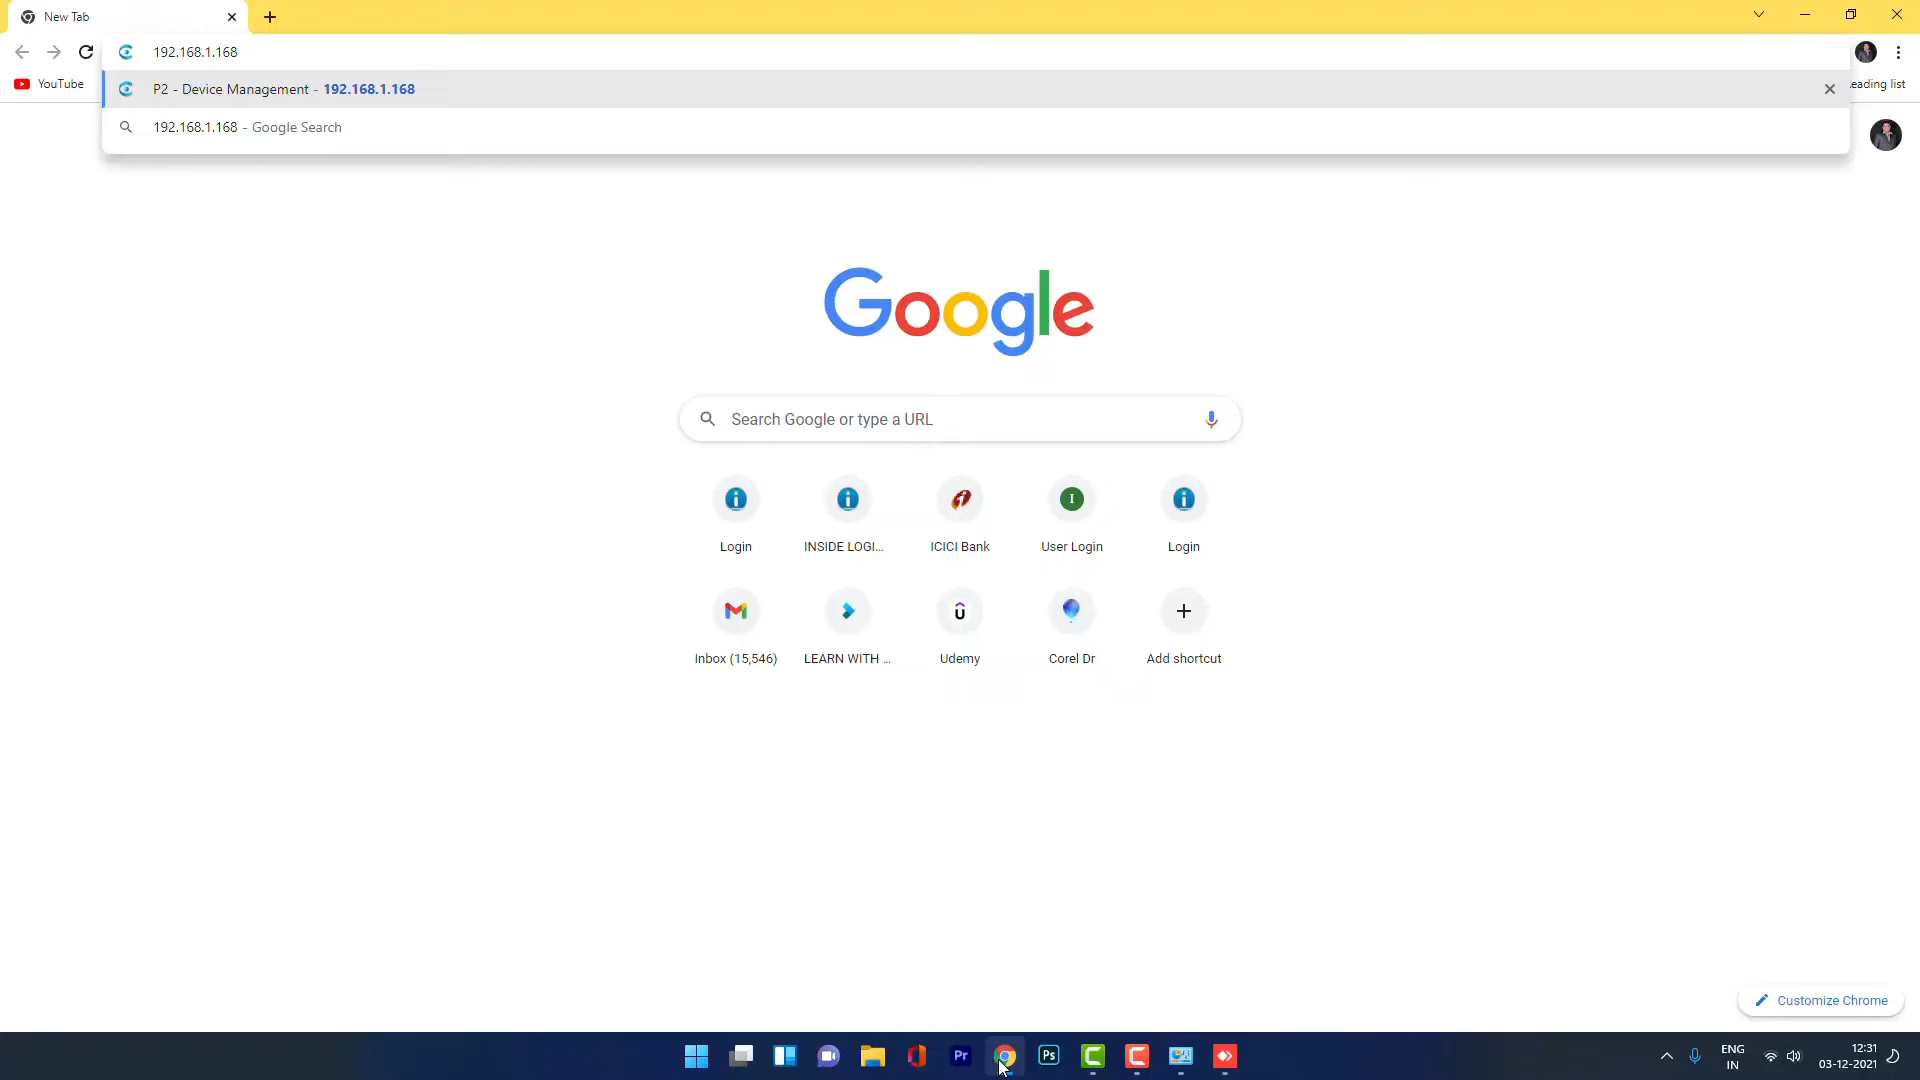 New Tab
192.168.1.168
YouTube
P2 - Device Management - 192.168.1.168
eading list
192.168.1.168 - Google Search
Google
Search Google or type a URL
Login
INSIDE LOGI...
ICICI Bank
User Login
Login
Inbox (15,546)
LEARN WITH ...
Udemy
Corel Dr
Add shortcut
Customize Chrome
Pr
Ps
ENG
IN
12:31
03-12-2021